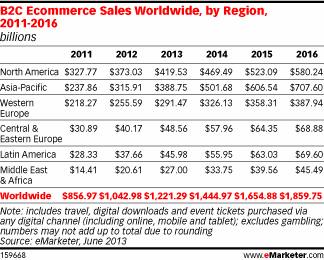 B2C Ecommerce Sales Worldwide, by Region,
2011-2016
billions
2011 2012 2013 2014 2015 2016
North America $327.77 $373.03 $419.53 $469.49 $523.09 $580.24
Asia-Pacific $237.86 $315.91 $388.75 $501.68 $606.54 $707.60
Western
Europe $218.27 $255.59 $291.47 $326.13 $358.31 $387.94
Central &
Eastern Europe $30.89 $40.17 $48.56 $57.96 $64.35 $68.88
Latin America $28.33 $37.66 $45.98 $55.95 $63.03 $69.60
Middle East
& Africa $14.41 $20.61 $27.00 $33.75 $39.56 $45.49
Worldwide $856.97 $1,042.98 $1,221.29 $1,444.97 $1,654.88 $1,859.75
Note: includes travel, digital downloads and event tickets purchased via
any digital channel (including online, mobile and tablet); excludes gambling;
numbers may not add up to total due to rounding
Source: eMarketer, June 2013
159668 www.eMarketer.com